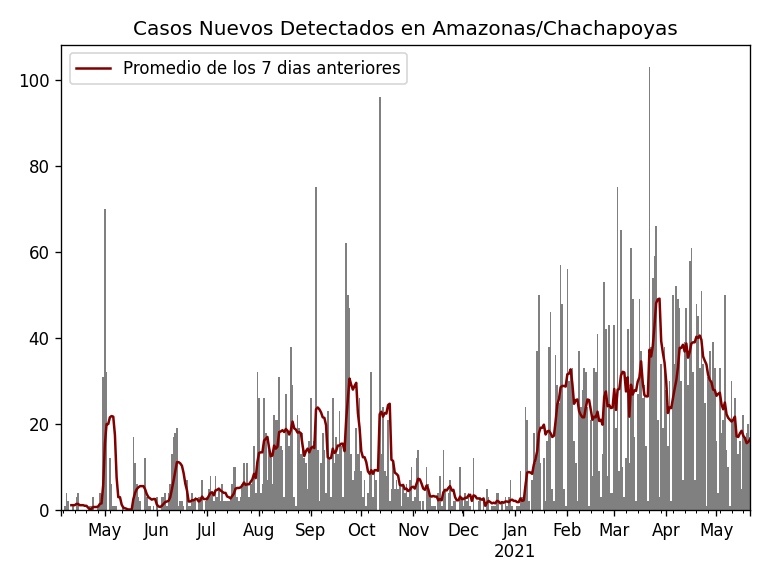 Casos Nuevos Detectados en Amazonas/Chachapoyas
Promedio de los 7 dias anteriores
100
80
60
40
20
0
May Jun Jul Aug Sep Oct Nov Dec Jan Feb Mar Apr May
2021